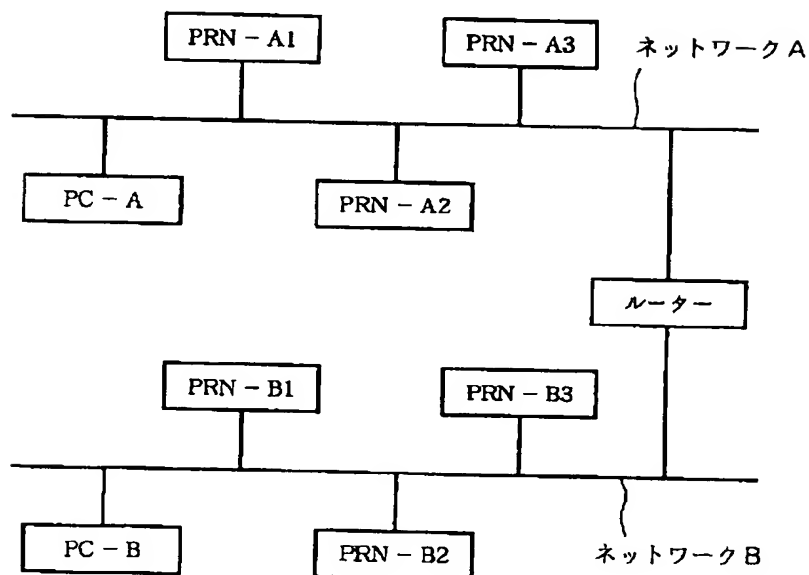 PRN-A1
PRN-A3
ネットワークA
PC-A
PRN-A2
ルーター
PRN-B1
PRN-B3
PC-B
PRN-B2
ネットワークB